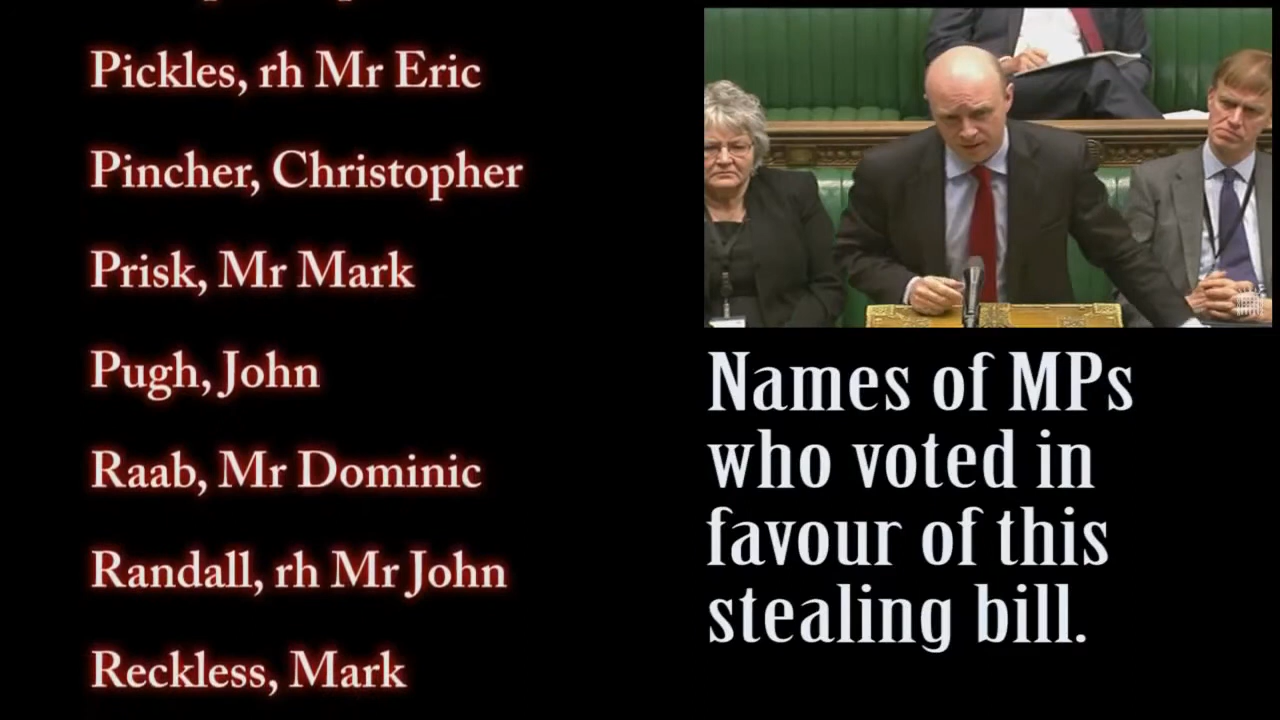 Pickles, rh Mr Eric
Pincher, Christopher
Prisk, Mr Mark
Pugh, John
Raab, Mr Dominic
Randall, rh Mr John
Reckless, Mark
Names of MPs
who voted in
favour of this
stealing bill.